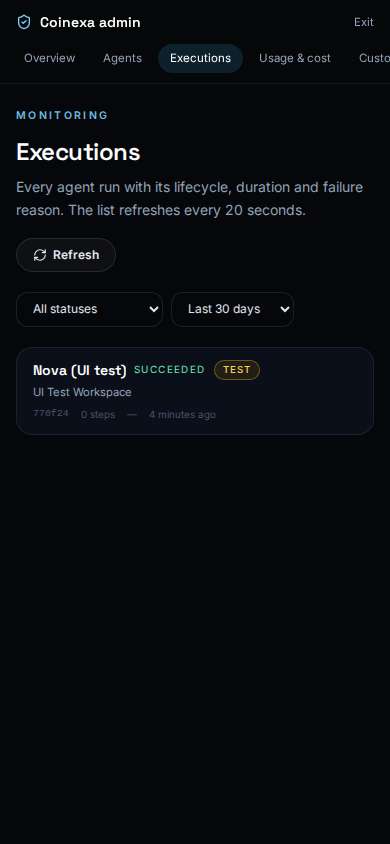 Coinexa admin
Exit
Overview Agents Executions Usage & cost Custo
MONITORING
Executions
Every agent run with its lifecycle, duration and failure
reason. The list refreshes every 20 seconds.
Refresh
All statuses Last 30 days
Nova (UI test) SUCCEEDED TEST
UI Test Workspace
770f24 0 steps — 4 minutes ago